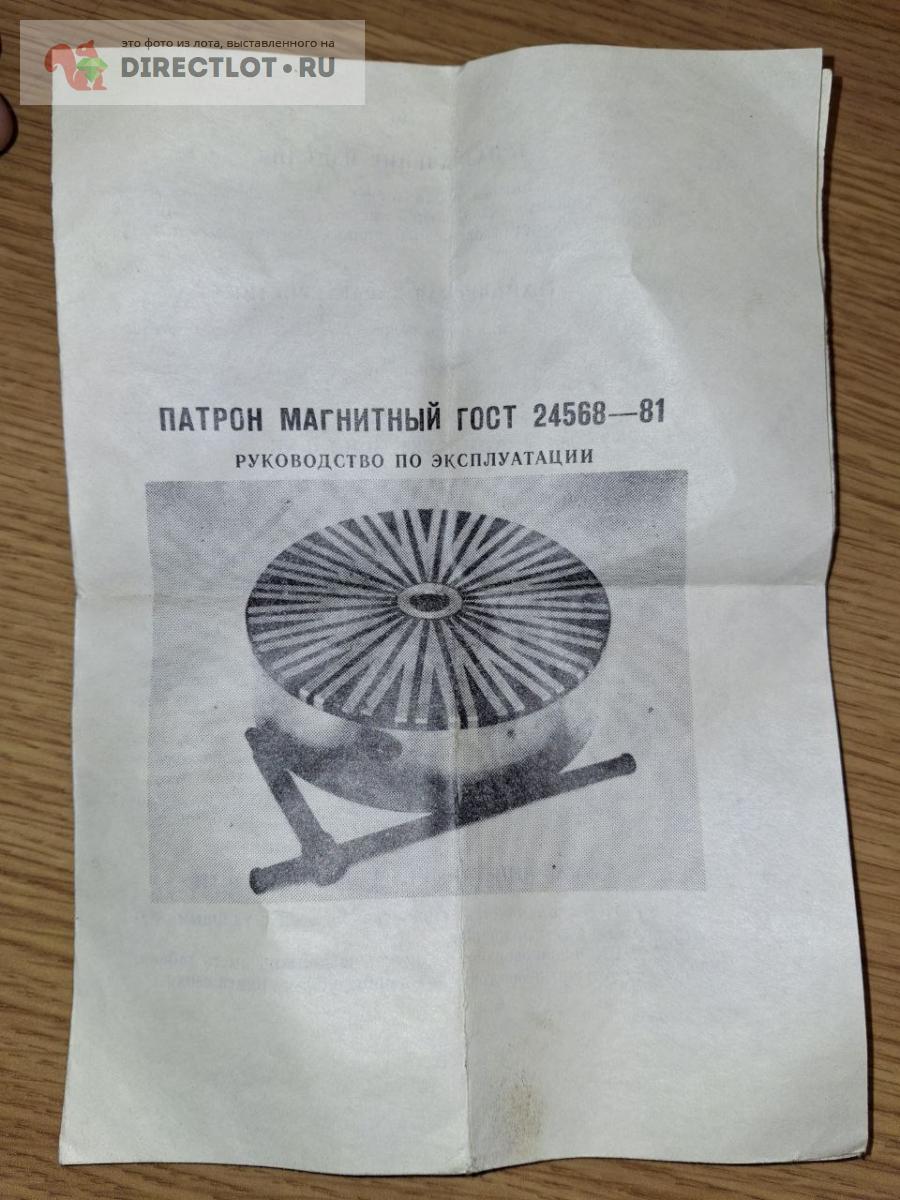 это фото из лота, выставленного на
DIRECTLOT.RU
ПАТРОН МАГНИТНЫЙ ГОСТ 24568—81
РУКОВОДСТВО ПО ЭКСПЛУАТАЦИИ